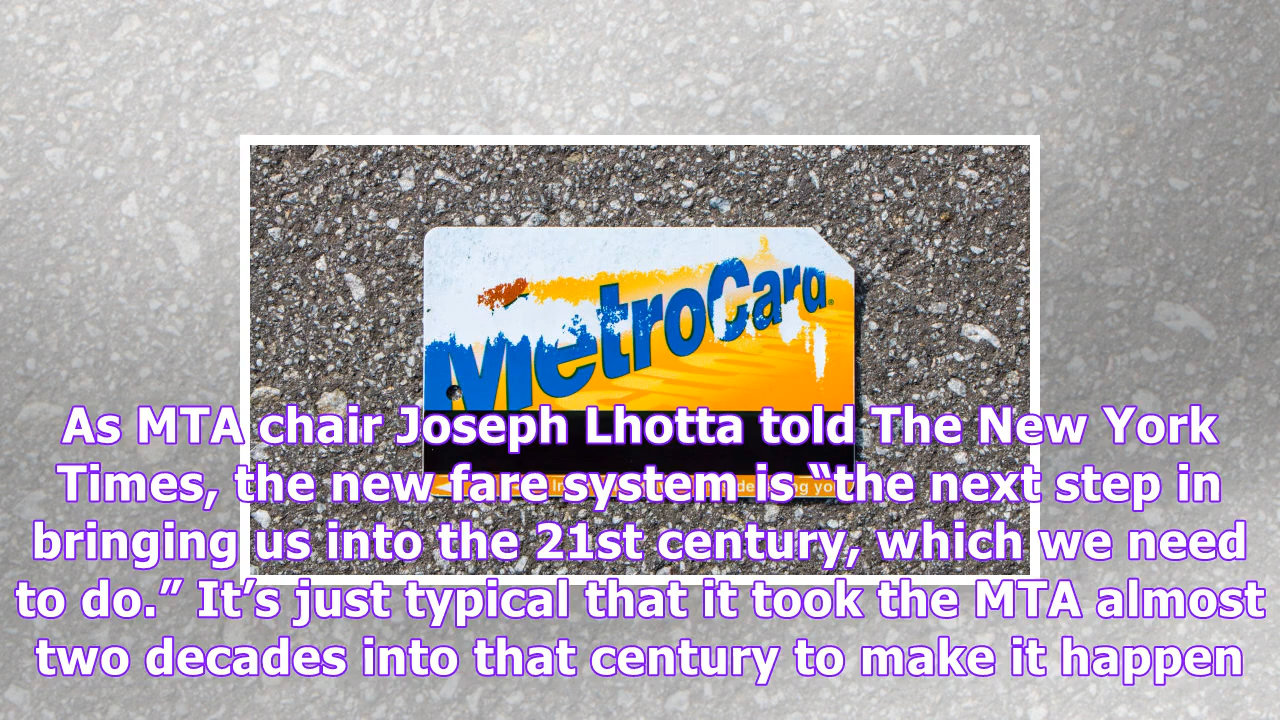 MetroCard
As MTA chair Joseph Lhotta told The New York
Times, the new fare system is “the next step in
bringing us into the 21st century, which we need
to do.” It’s just typical that it took the MTA almost
two decades into that century to make it happen